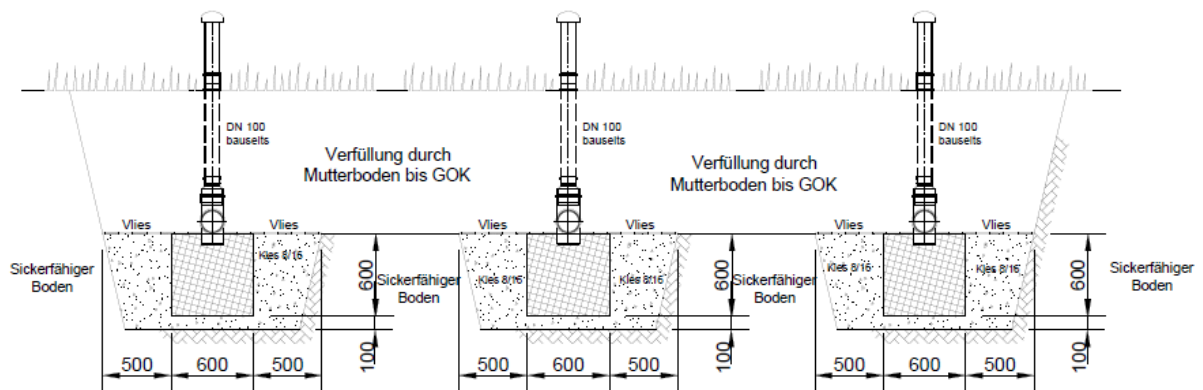 DN 100
bauseits
DN 100
bauseits
DN 100
bauseits
Verfüllung durch
Mutterboden bis GOK
Verfüllung durch
Mutterboden bis GOK
Vlies
Vlies
Vlies
Vlies
Vlies
Vlies
Kies 8/16
Kies 8/16
Kies 8/16
Kies 8/16
Kies 8/16
Sickerfähiger
Boden
Sickerfähiger
Boden
Sickerfähiger
Boden
Sickerfähiger
Boden
600
600
600
100
100
100
500 600 500
500 600 500
500 600 500